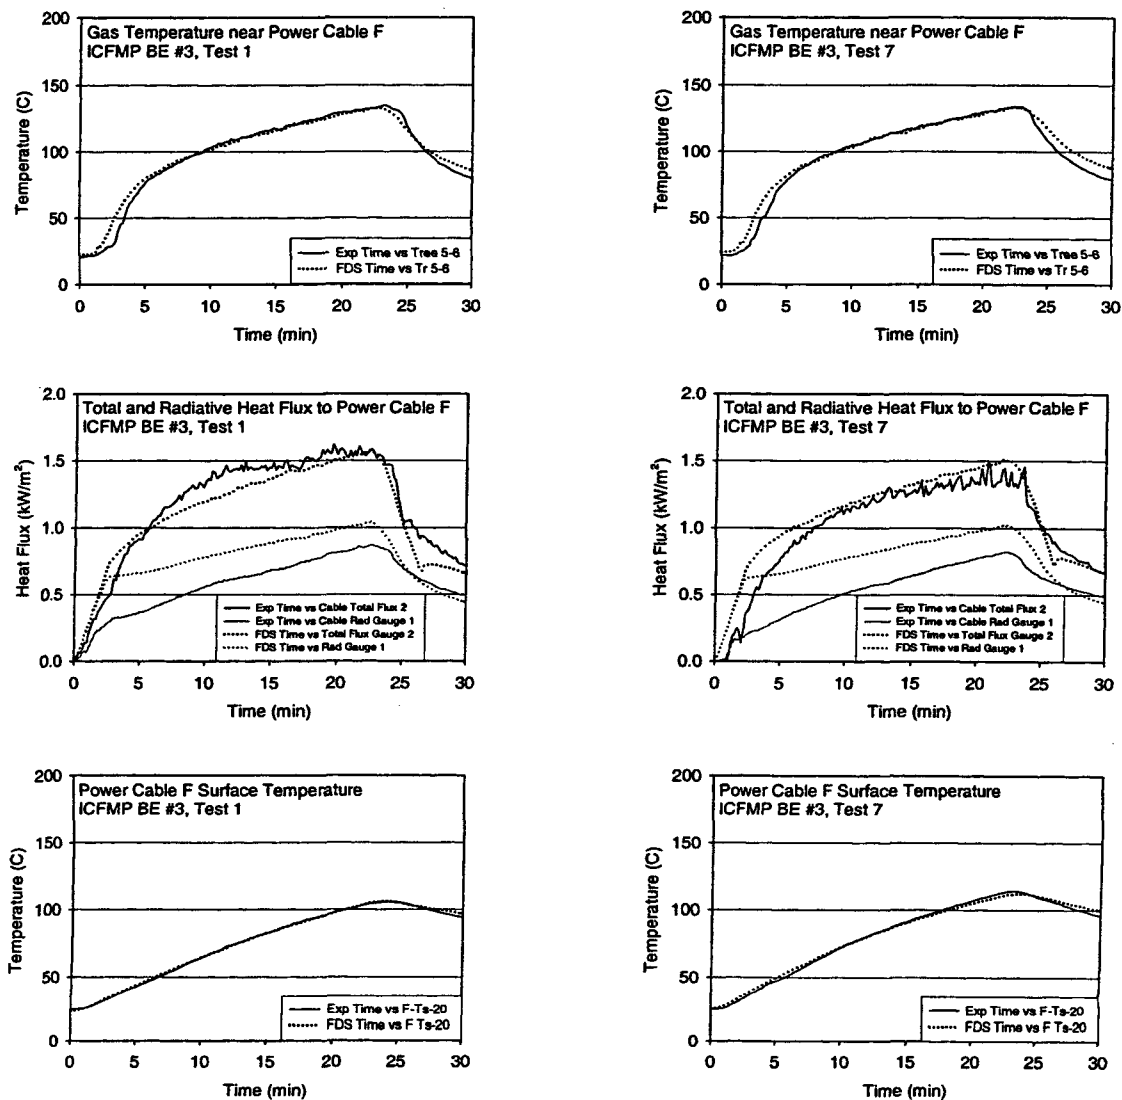 Gas Temperature near Power Cable F
ICFMP BE #3, Test 1
Temperature (C)
200
150
100
50
0
Exp Time vs Tree 5-6
FDS Time vs Tr 5-6
0 5 10 15 20 25 30
Time (min)
Gas Temperature near Power Cable F
ICFMP BE #3, Test 7
Temperature (C)
200
150
100
50
0
Exp Time vs Tree 5-6
FDS Time vs Tr 5-6
0 5 10 15 20 25 30
Time (min)
Total and Radiative Heat Flux to Power Cable F
ICFMP BE #3, Test 1
Heat Flux (kW/m²)
2.0
1.5
1.0
0.5
0.0
Exp Time vs Cable Total Flux 2
Exp Time vs Cable Rad Gauge 1
FDS Time vs Total Flux Gauge 2
FDS Time vs Rad Gauge 1
0 5 10 15 20 25 30
Time (min)
Total and Radiative Heat Flux to Power Cable F
ICFMP BE #3, Test 7
Heat Flux (kW/m²)
2.0
1.5
1.0
0.5
0.0
Exp Time vs Cable Total Flux 2
Exp Time vs Cable Rad Gauge 1
FDS Time vs Total Flux Gauge 2
FDS Time vs Rad Gauge 1
0 5 10 15 20 25 30
Time (min)
Power Cable F Surface Temperature
ICFMP BE #3, Test 1
Temperature (C)
200
150
100
50
0
Exp Time vs F-Ts-20
FDS Time vs F Ts-20
0 5 10 15 20 25 30
Time (min)
Power Cable F Surface Temperature
ICFMP BE #3, Test 7
Temperature (C)
200
150
100
50
0
Exp Time vs F-Ts-20
FDS Time vs F Ts-20
0 5 10 15 20 25 30
Time (min)